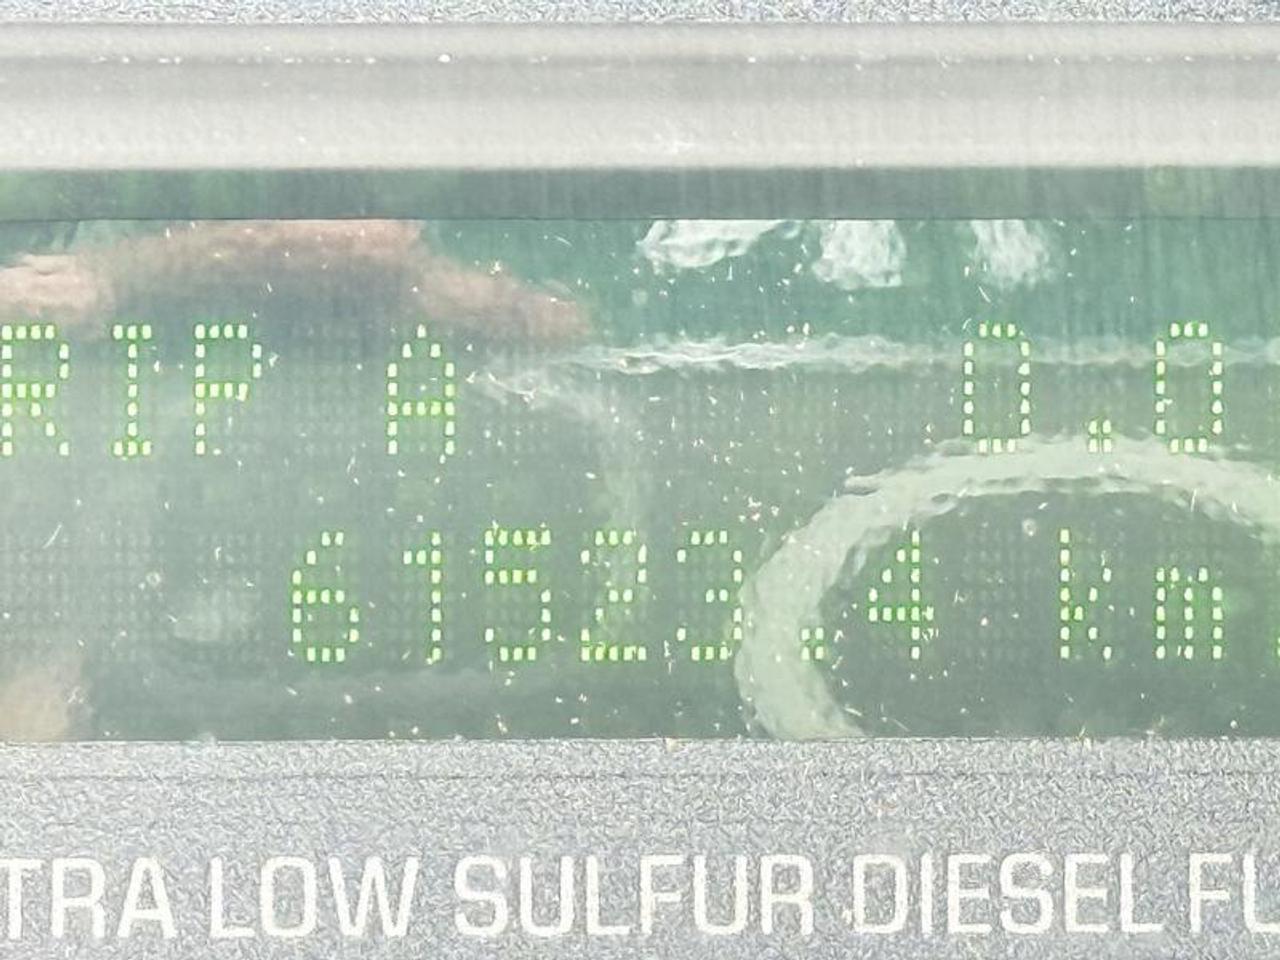 RIP A 0.0
61523.4 km
TRA LOW SULFUR DIESEL FU